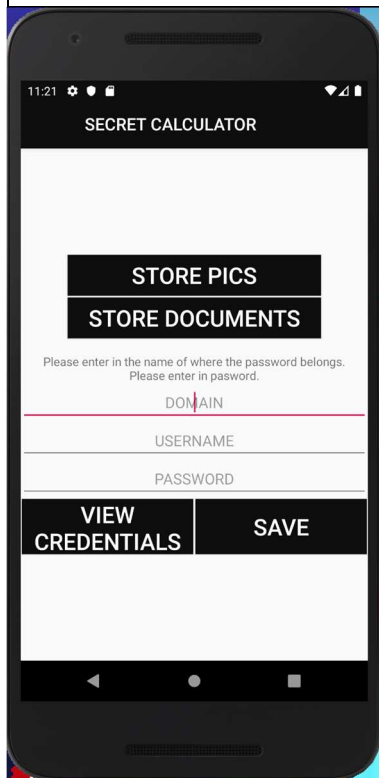 11:21
SECRET CALCULATOR
STORE PICS
STORE DOCUMENTS
Please enter in the name of where the password belongs.
Please enter in pasword.
DOMAIN
USERNAME
PASSWORD
VIEW
CREDENTIALS
SAVE